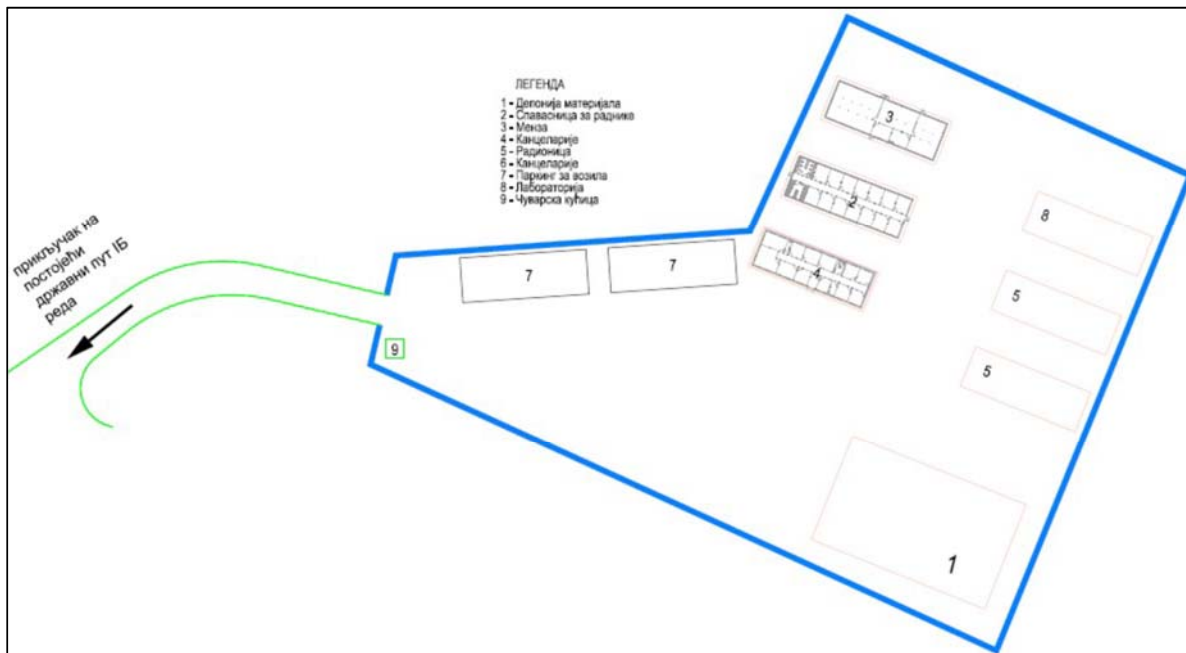 ЛЕГЕНДА
1 - Депонија материјала
2 - Спавасница за раднике
3 - Менза
4 - Канцеларије
5 - Радионица
6 - Канцеларије
7 - Паркинг за возила
8 - Лабораторија
9 - Чуварска кућица
прикључак на
постојећи
државни пут IБ
реда
3
2
4
8
5
5
7
7
9
1